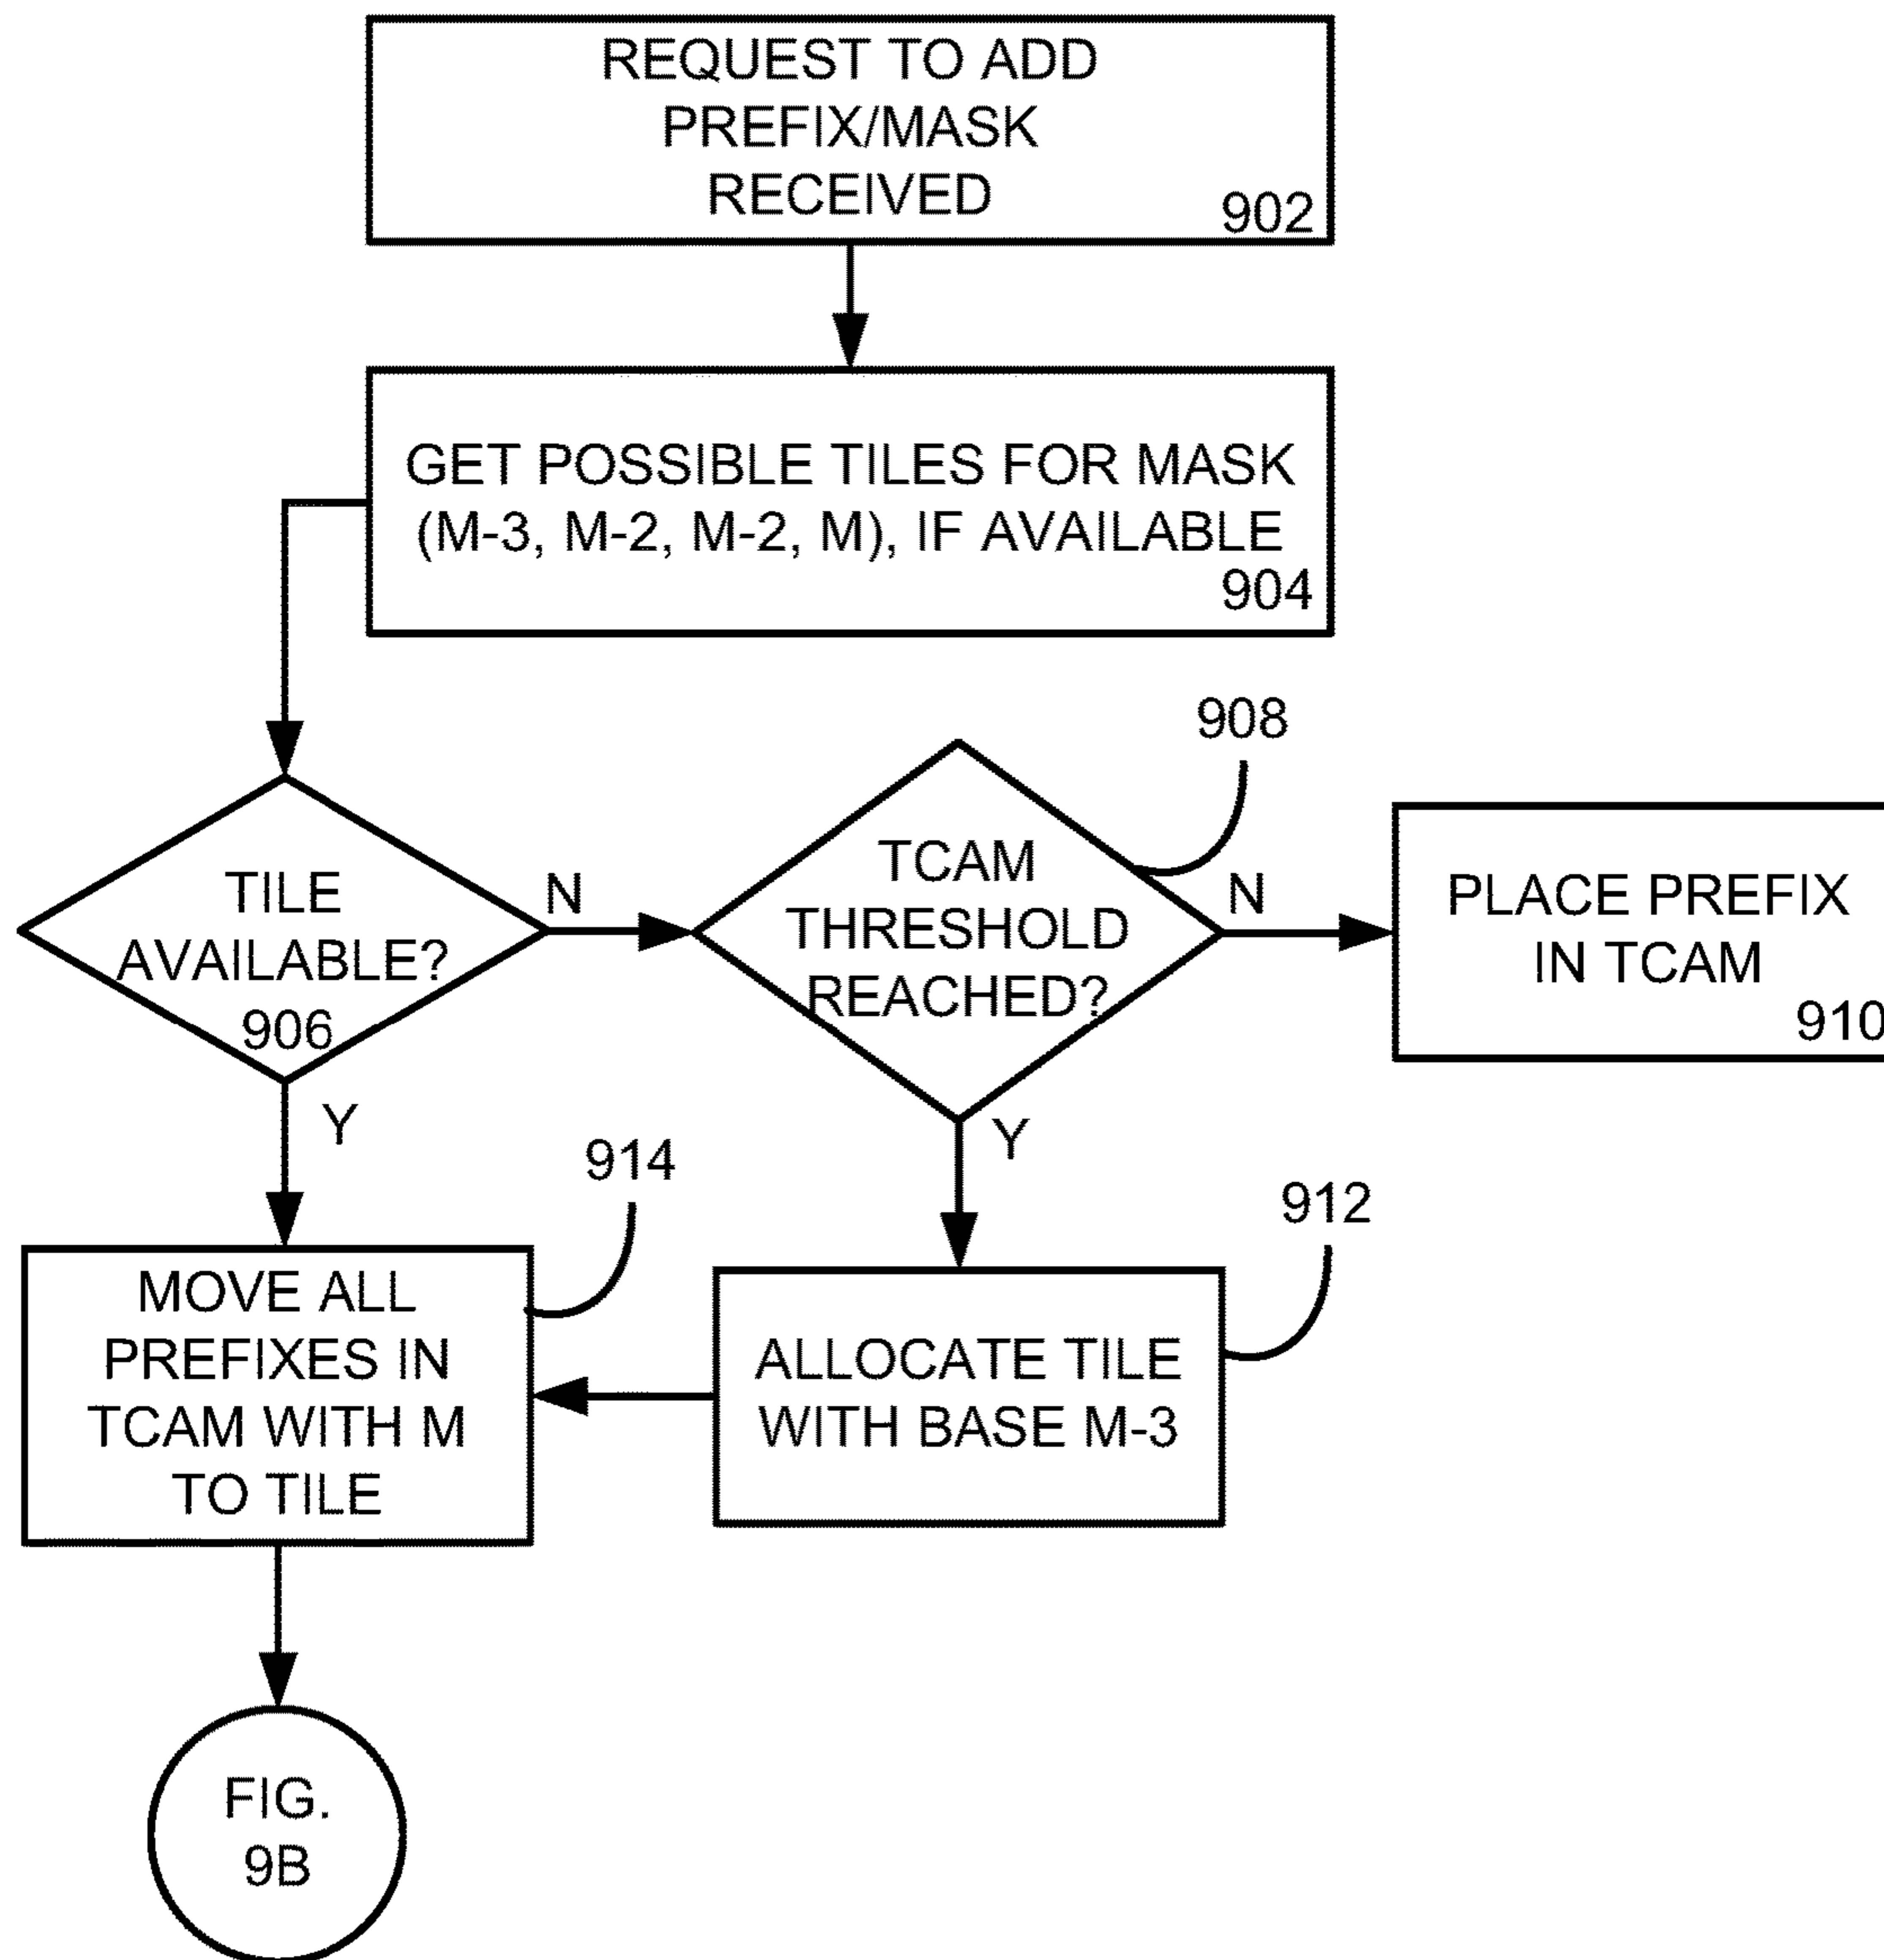 REQUEST TO ADD
PREFIX/MASK
RECEIVED
902
GET POSSIBLE TILES FOR MASK
(M-3, M-2, M-2, M), IF AVAILABLE
904
908
TILE
AVAILABLE?
906
N
TCAM
THRESHOLD
REACHED?
N
PLACE PREFIX
IN TCAM
910
Y
Y
914
912
MOVE ALL
PREFIXES IN
TCAM WITH M
TO TILE
ALLOCATE TILE
WITH BASE M-3
FIG.
9B